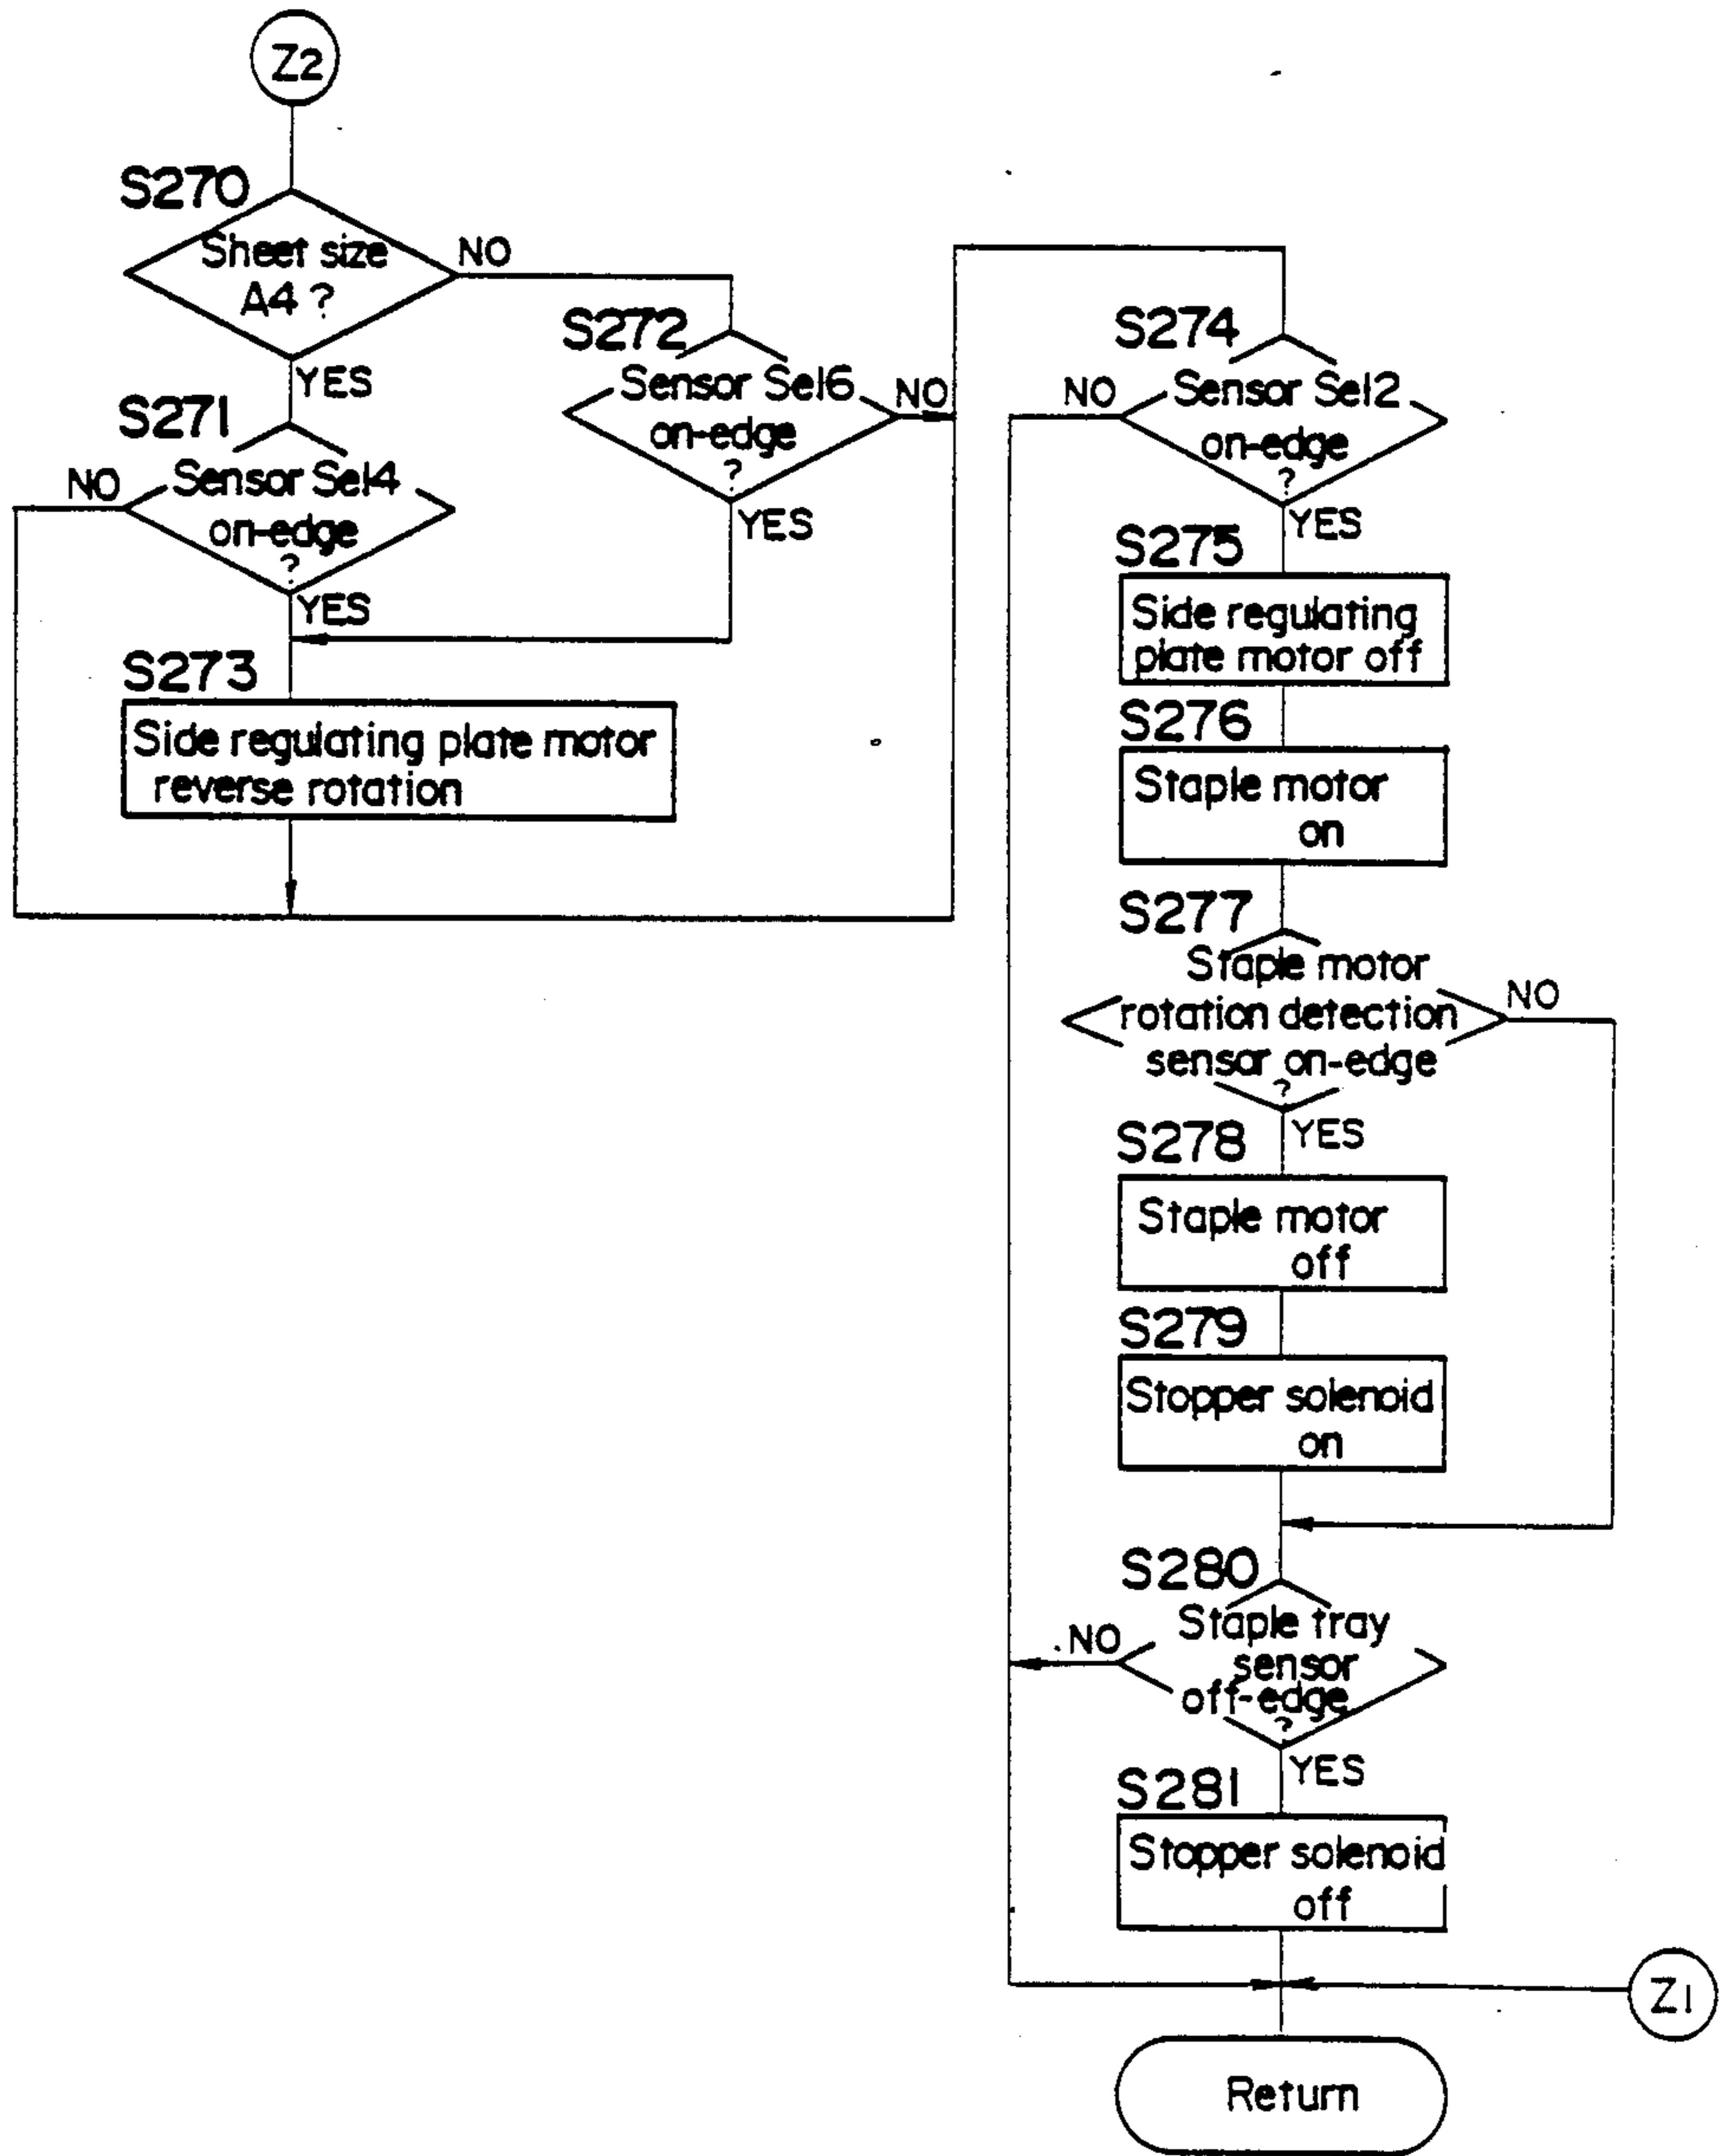 Z2
S270
Sheet size
A4 ?
NO
YES
S271
Sensor Se14
on-edge
?
NO
YES
S272
Sensor Se16
on-edge
?
NO
YES
S273
Side regulating plate motor
reverse rotation
S274
Sensor Se12
on-edge
?
NO
YES
S275
Side regulating
plate motor off
S276
Staple motor
on
S277
Staple motor
rotation detection
sensar on-edge
?
NO
YES
S278
Staple motor
off
S279
Stopper solenoid
on
S280
Staple tray
sensor
off-edge
?
NO
YES
S281
Stopper solenoid
off
Z1
Return